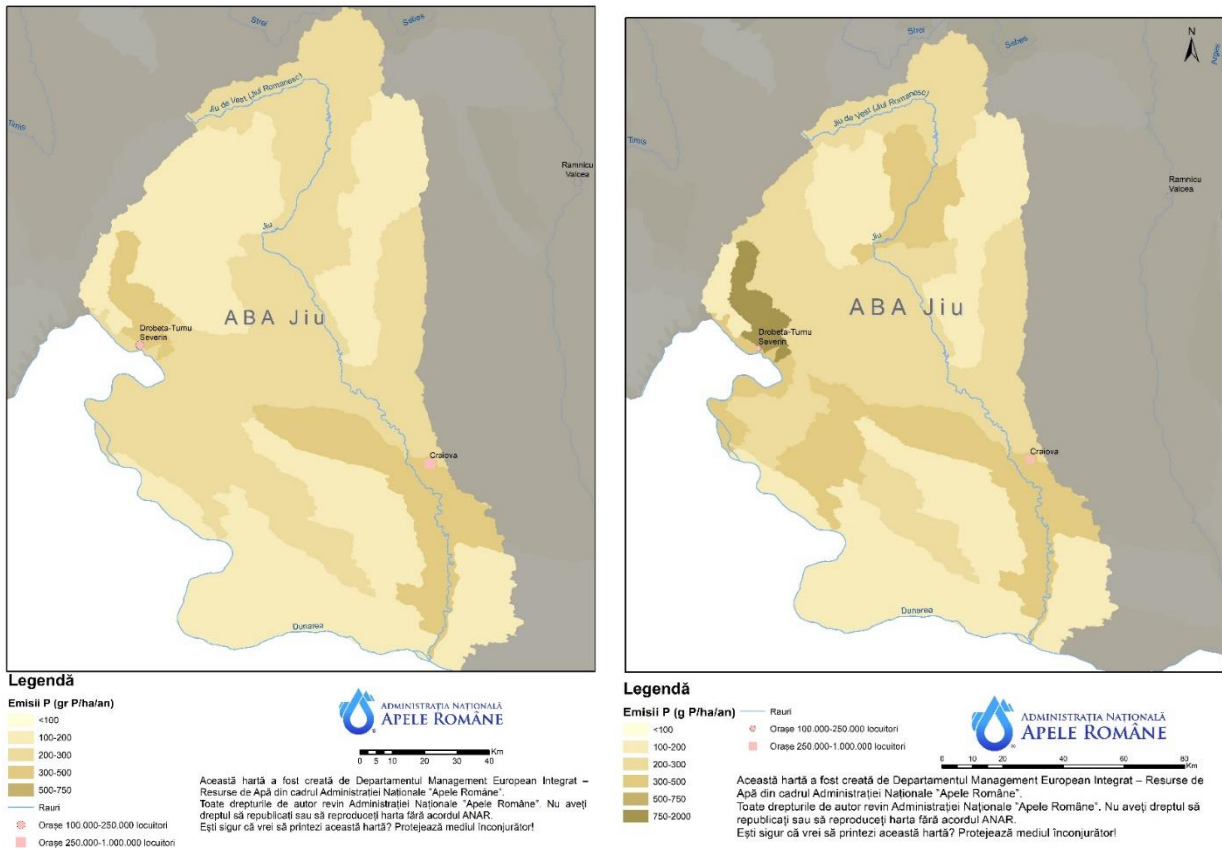 Strei
Sebeș
Jiu de Vest (Jiul Romanesc)
Timiș
Ramnicu
Valcea
Jiu
ABA Jiu
Drobeta-Turnu
Severin
Craiova
Dunarea
Legendă
Emisii P (gr P/ha/an)
<100
100-200
200-300
300-500
500-750
Rauri
Orașe 100.000-250.000 locuitori
Orașe 250.000-1.000.000 locuitori
ADMINISTRAȚIA NAȚIONALĂ
APELE ROMÂNE
0 5 10 20 30 40 Km
Această hartă a fost creată de Departamentul Management European Integrat –
Resurse de Apă din cadrul Administrației Naționale "Apele Române".
Toate drepturile de autor revin Administrației Naționale "Apele Române". Nu aveți
dreptul să republicați sau să reproduceți harta fără acordul ANAR.
Ești sigur că vrei să printezi această hartă? Protejează mediul înconjurător!
Strei
Sebes
N
Arges
Jiu de Vest (Jiul Romanesc)
Timis
Ramnicu
Valcea
Jiu
ABA Jiu
Drobeta-Turnu
Severin
Craiova
Dunarea
Legendă
Emisii P (g P/ha/an)
<100
100-200
200-300
300-500
500-750
750-2000
Rauri
Orașe 100.000-250.000 locuitori
Orașe 250.000-1.000.000 locuitori
ADMINISTRAȚIA NAȚIONALĂ
APELE ROMÂNE
0 10 20 40 60 80 Km
Această hartă a fost creată de Departamentul Management European Integrat – Resurse de
Apă din cadrul Administrației Naționale "Apele Române".
Toate drepturile de autor revin Administrației Naționale "Apele Române". Nu aveți dreptul să
republicați sau să reproduceți harta fără acordul ANAR.
Ești sigur că vrei să printezi această hartă? Protejează mediul înconjurător!